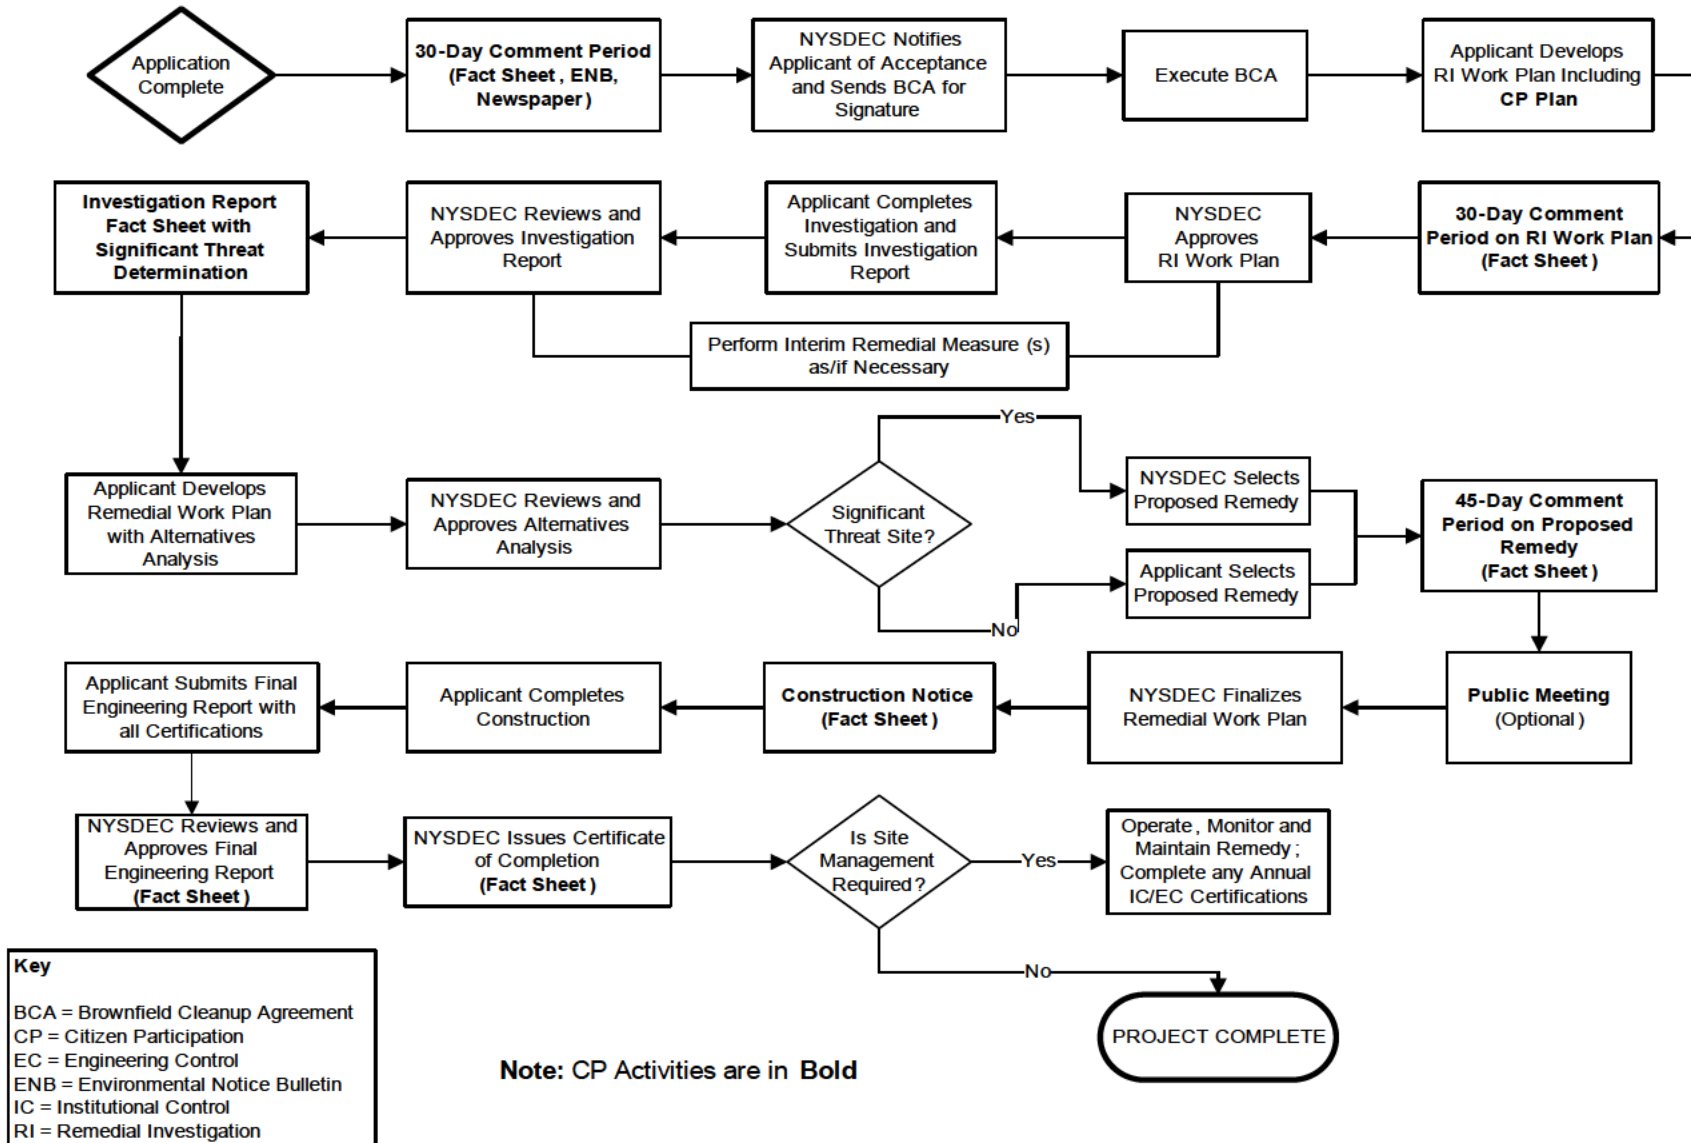 Application
Complete
30-Day Comment Period
(Fact Sheet, ENB,
Newspaper)
NYSDEC Notifies
Applicant of Acceptance
and Sends BCA for
Signature
Execute BCA
Applicant Develops
RI Work Plan Including
CP Plan
30-Day Comment
Period on RI Work Plan
(Fact Sheet)
NYSDEC
Approves
RI Work Plan
Applicant Completes
Investigation and
Submits Investigation
Report
NYSDEC Reviews and
Approves Investigation
Report
Investigation Report
Fact Sheet with
Significant Threat
Determination
Perform Interim Remedial Measure (s)
as/if Necessary
Applicant Develops
Remedial Work Plan
with Alternatives
Analysis
NYSDEC Reviews and
Approves Alternatives
Analysis
Significant
Threat Site?
Yes
No
NYSDEC Selects
Proposed Remedy
Applicant Selects
Proposed Remedy
45-Day Comment
Period on Proposed
Remedy
(Fact Sheet)
Public Meeting
(Optional)
NYSDEC Finalizes
Remedial Work Plan
Construction Notice
(Fact Sheet)
Applicant Completes
Construction
Applicant Submits Final
Engineering Report with
all Certifications
NYSDEC Reviews and
Approves Final
Engineering Report
(Fact Sheet)
NYSDEC Issues Certificate
of Completion
(Fact Sheet)
Is Site
Management
Required?
Yes
Operate, Monitor and
Maintain Remedy;
Complete any Annual
IC/EC Certifications
No
PROJECT COMPLETE
Key
BCA = Brownfield Cleanup Agreement
CP = Citizen Participation
EC = Engineering Control
ENB = Environmental Notice Bulletin
IC = Institutional Control
RI = Remedial Investigation
Note: CP Activities are in Bold